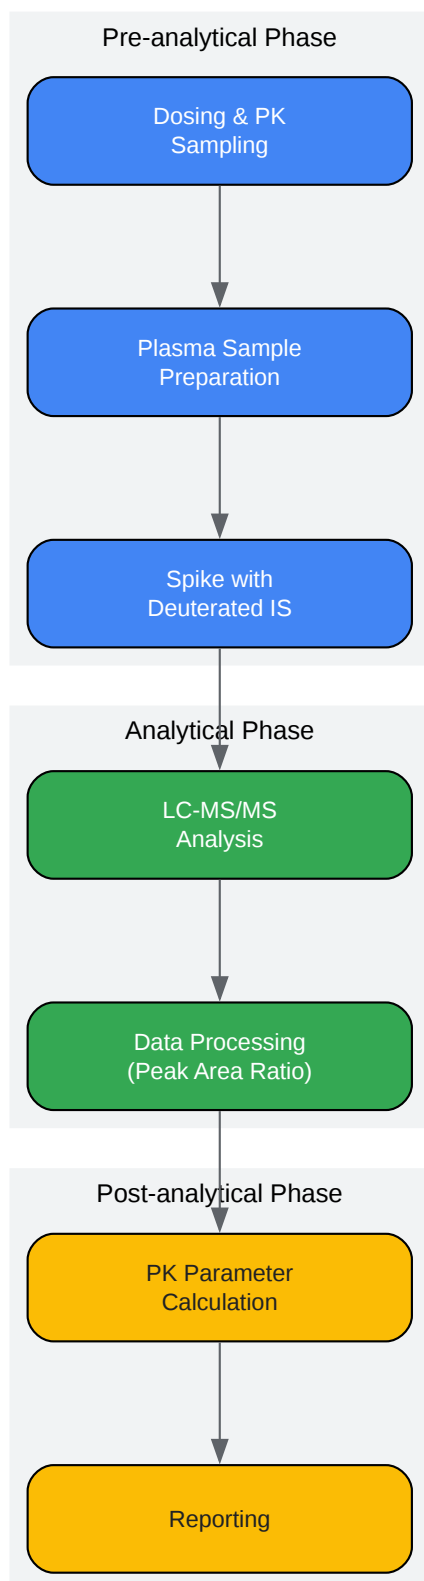 Pre-analytical Phase
Dosing & PK
Sampling
Plasma Sample
Preparation
Spike with
Deuterated IS
Analytical Phase
LC-MS/MS
Analysis
Data Processing
(Peak Area Ratio)
Post-analytical Phase
PK Parameter
Calculation
Reporting